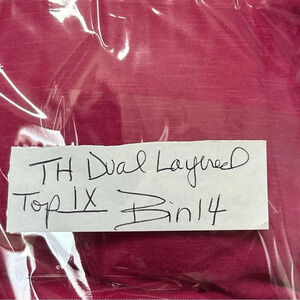 TH Dual Layered
Top 1X Bin 14